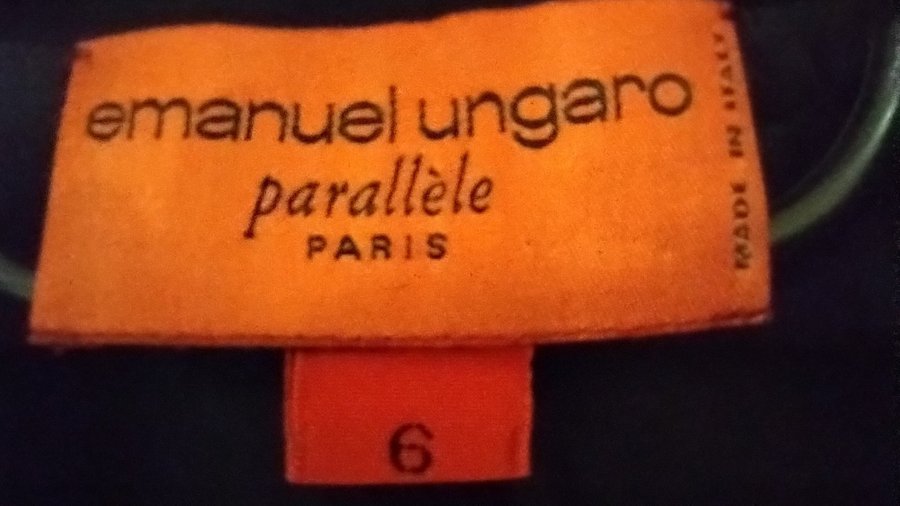 emanuel ungaro
parallèle
PARIS
MADE IN ITALY
6